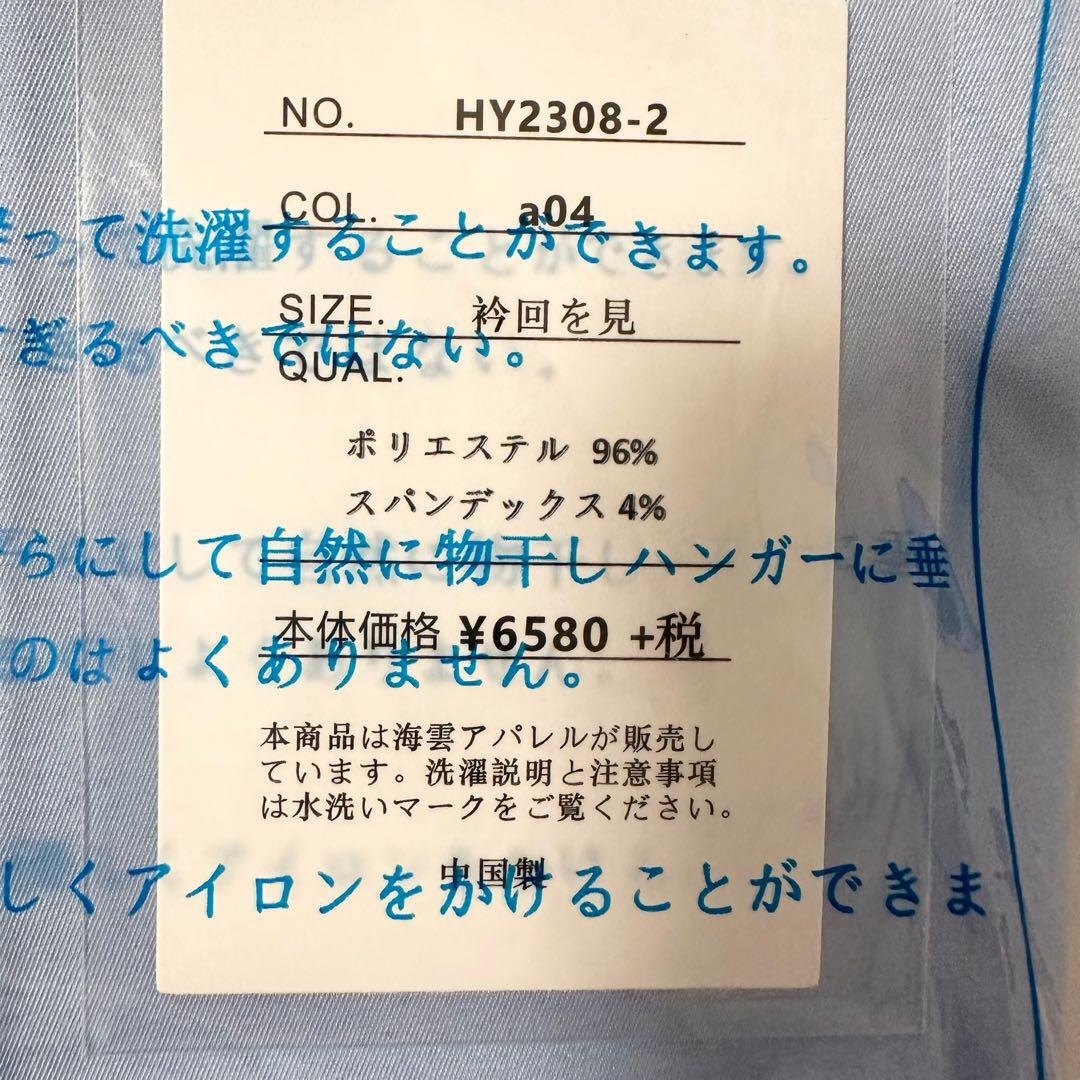 NO. HY2308-2
COL. a04
って洗濯することができます。
SIZE. 衿回を見
ぎるべきではない。
QUAL.
ポリエステル 96%
スパンデックス 4%
らにして自然に物干しハンガーに垂
本体価格 ¥6580 +税
のはよくありません。
本商品は海雲アパレルが販売し
ています。洗濯説明と注意事項
は水洗いマークをご覧ください。
中国製
しくアイロンをかけることができま